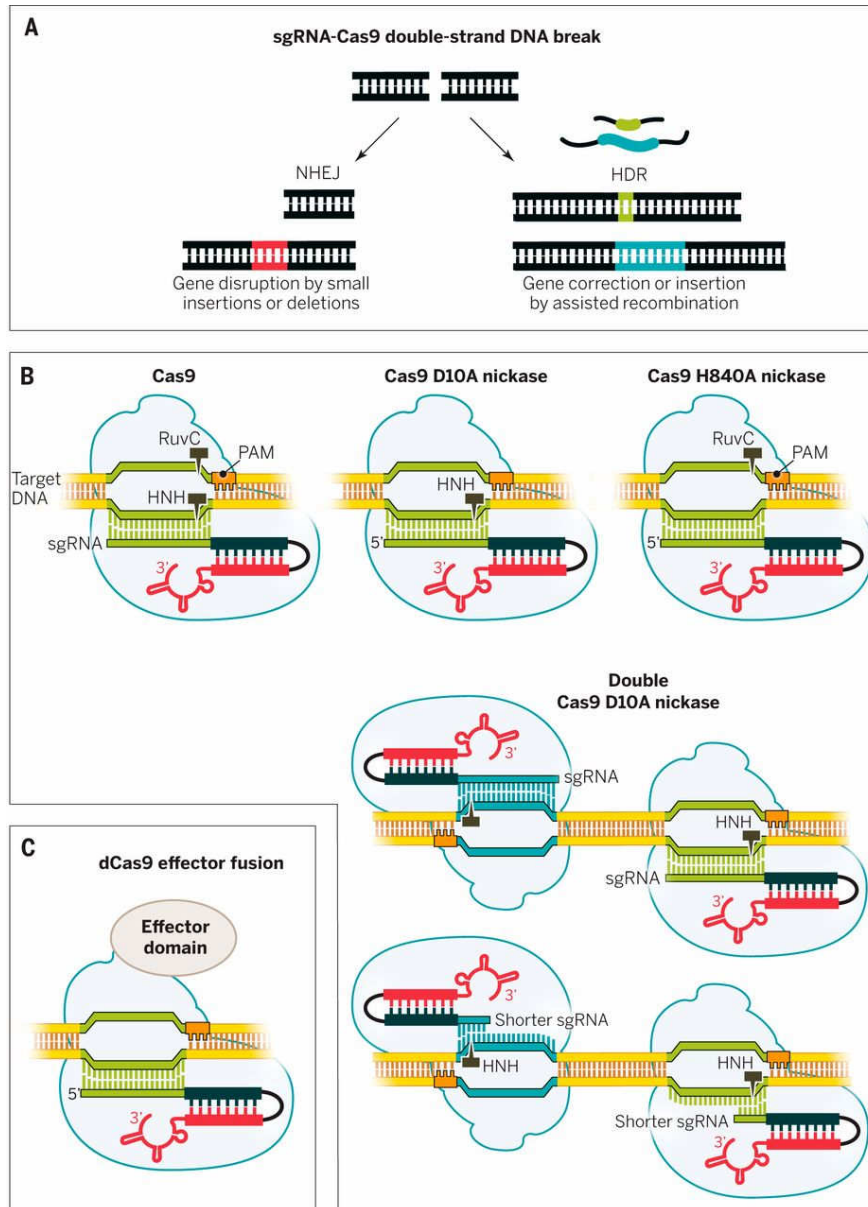 A
sgRNA-Cas9 double-strand DNA break
NHEJ
HDR
Gene disruption by small
insertions or deletions
Gene correction or insertion
by assisted recombination
B
Cas9
Cas9 D10A nickase
Cas9 H840A nickase
RuvC
PAM
Target
DNA
HNH
sgRNA
3'
HNH
5'
3'
RuvC
PAM
5'
3'
Double
Cas9 D10A nickase
3'
sgRNA
HNH
sgRNA
3'
3'
Shorter sgRNA
HNH
HNH
Shorter sgRNA
3'
C
dCas9 effector fusion
Effector
domain
5'
3'